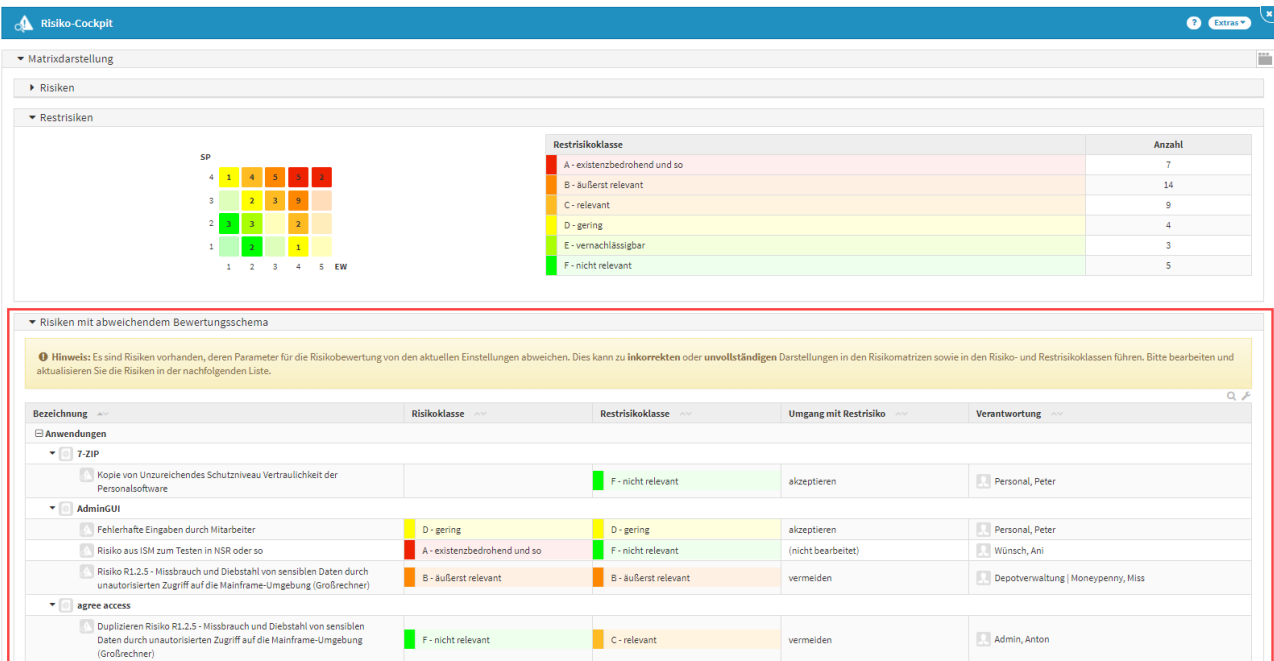 Risiko-Cockpit
? Extras
Matrixdarstellung
Risiken
Restrisiken
SP
4 1 4 5 5 2
3 2 3 9
2 3 3 2
1 2 1
1 2 3 4 5 EW
Restrisikoklasse Anzahl
A - existenzbedrohend und so 7
B - äußerst relevant 14
C - relevant 9
D - gering 4
E - vernachlässigbar 3
F - nicht relevant 5
Risiken mit abweichendem Bewertungsschema
Hinweis: Es sind Risiken vorhanden, deren Parameter für die Risikobewertung von den aktuellen Einstellungen abweichen. Dies kann zu inkorrekten oder unvollständigen Darstellungen in den Risikomatrizen sowie in den Risiko- und Restrisikoklassen führen. Bitte bearbeiten und
aktualisieren Sie die Risiken in der nachfolgenden Liste.
Bezeichnung Risikoklasse Restrisikoklasse Umgang mit Restrisiko Verantwortung
Anwendungen
7-ZIP
Kopie von Unzureichendes Schutzniveau Vertraulichkeit der
Personalsoftware
F - nicht relevant akzeptieren Personal, Peter
AdminGUI
Fehlerhafte Eingaben durch Mitarbeiter D - gering D - gering akzeptieren Personal, Peter
Risiko aus ISM zum Testen in NSR oder so A - existenzbedrohend und so F - nicht relevant (nicht bearbeitet) Wünsch, Ani
Risiko R1.2.5 - Missbrauch und Diebstahl von sensiblen Daten durch
unautorisierten Zugriff auf die Mainframe-Umgebung (Großrechner)
B - äußerst relevant B - äußerst relevant vermeiden Depotverwaltung | Moneypenny, Miss
agree access
Duplizieren Risiko R1.2.5 - Missbrauch und Diebstahl von sensiblen
Daten durch unautorisierten Zugriff auf die Mainframe-Umgebung
(Großrechner)
F - nicht relevant C - relevant vermeiden Admin, Anton